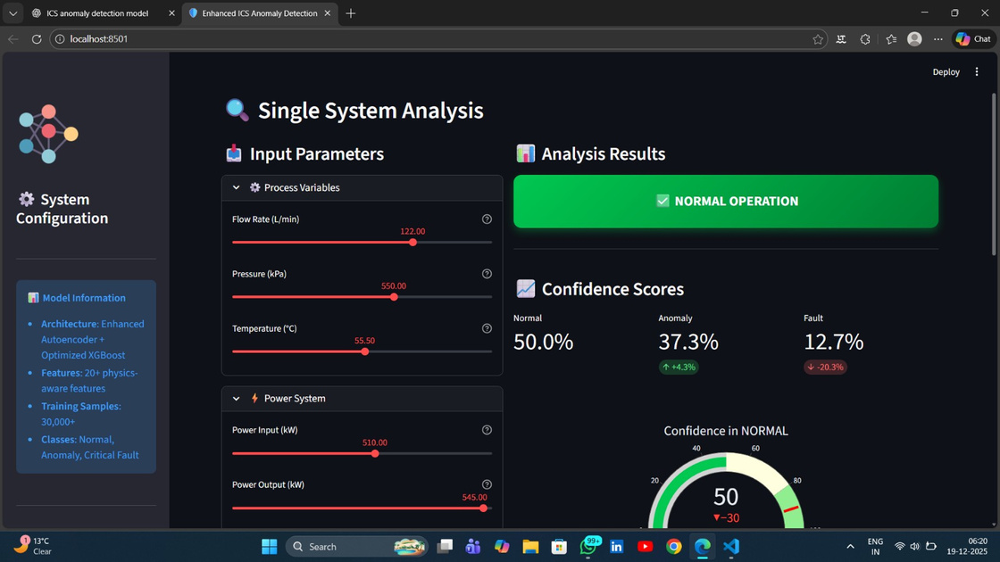 ICS anomaly detection model
Enhanced ICS Anomaly Detection
localhost:8501
Chat
Deploy
System
Configuration
Model Information
Architecture: Enhanced
Autoencoder +
Optimized XGBoost
Features: 20+ physics-
aware features
Training Samples:
30,000+
Classes: Normal,
Anomaly, Critical Fault
Single System Analysis
Input Parameters
Process Variables
Flow Rate (L/min)
122.00
Pressure (kPa)
550.00
Temperature (°C)
55.50
Power System
Power Input (kW)
510.00
Power Output (kW)
545.00
Analysis Results
NORMAL OPERATION
Confidence Scores
Normal
Anomaly
Fault
50.0%
37.3%
12.7%
↑ +4.3%
↓ -20.3%
Confidence in NORMAL
40
60
20
80
50
▼−30
1
13°C
Clear
Search
99+
ENG
IN
06:20
19-12-2025